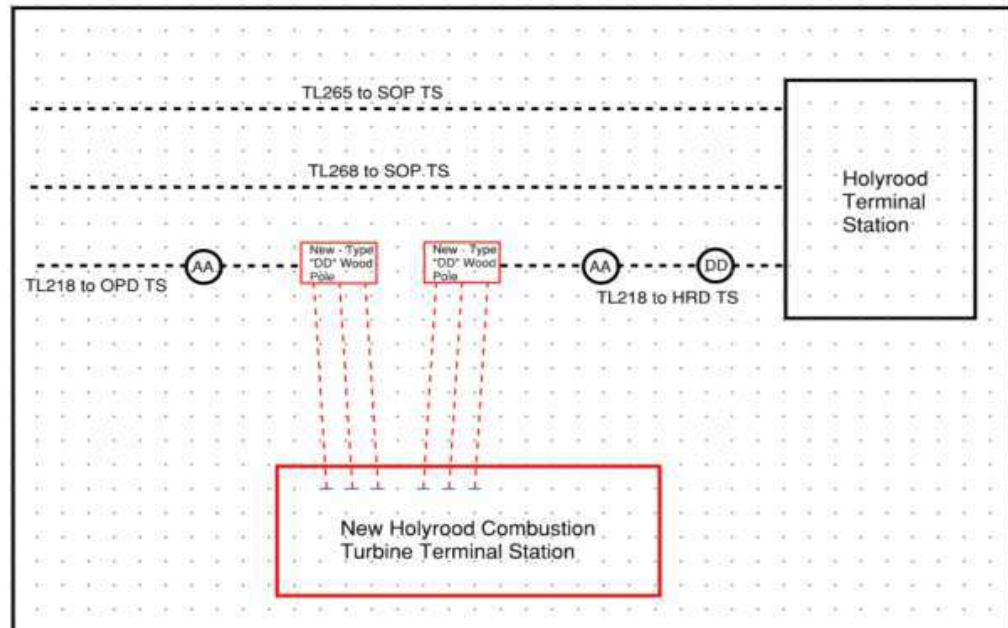 TL265 to SOP TS
TL268 to SOP TS
Holyrood
Terminal
Station
New - Type
"DD" Wood
Pole
New - Type
"DD" Wood
Pole
AA
AA
DD
TL218 to OPD TS
TL218 to HRD TS
New Holyrood Combustion
Turbine Terminal Station